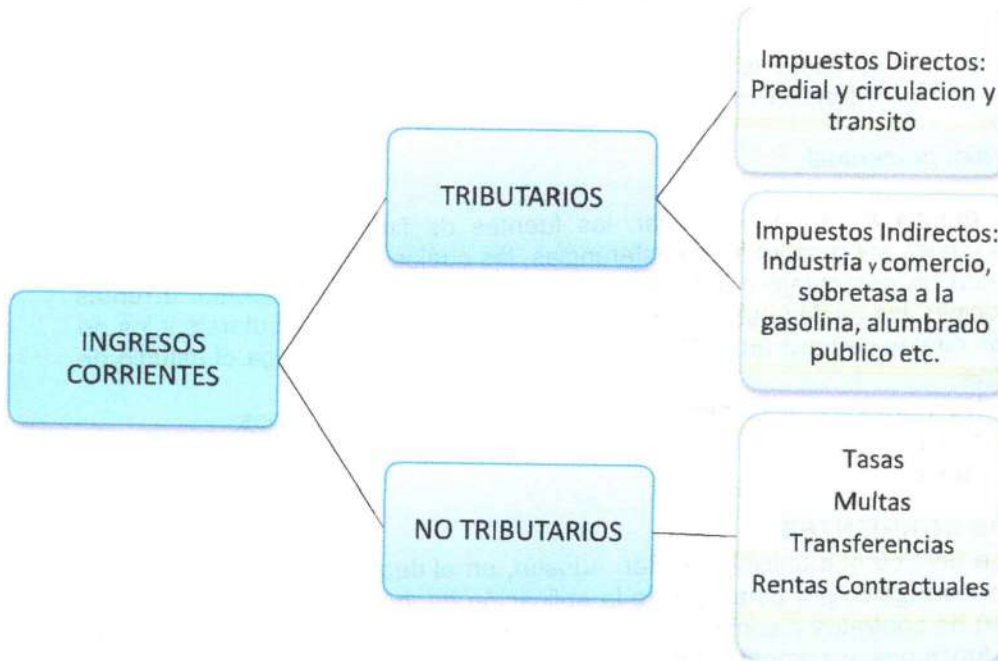 Impuestos Directos:
Predial y circulacion y
transito
TRIBUTARIOS
Impuestos Indirectos:
Industria y comercio,
sobretasa a la
gasolina, alumbrado
publico etc.
INGRESOS
CORRIENTES
NO TRIBUTARIOS
Tasas
Multas
Transferencias
Rentas Contractuales